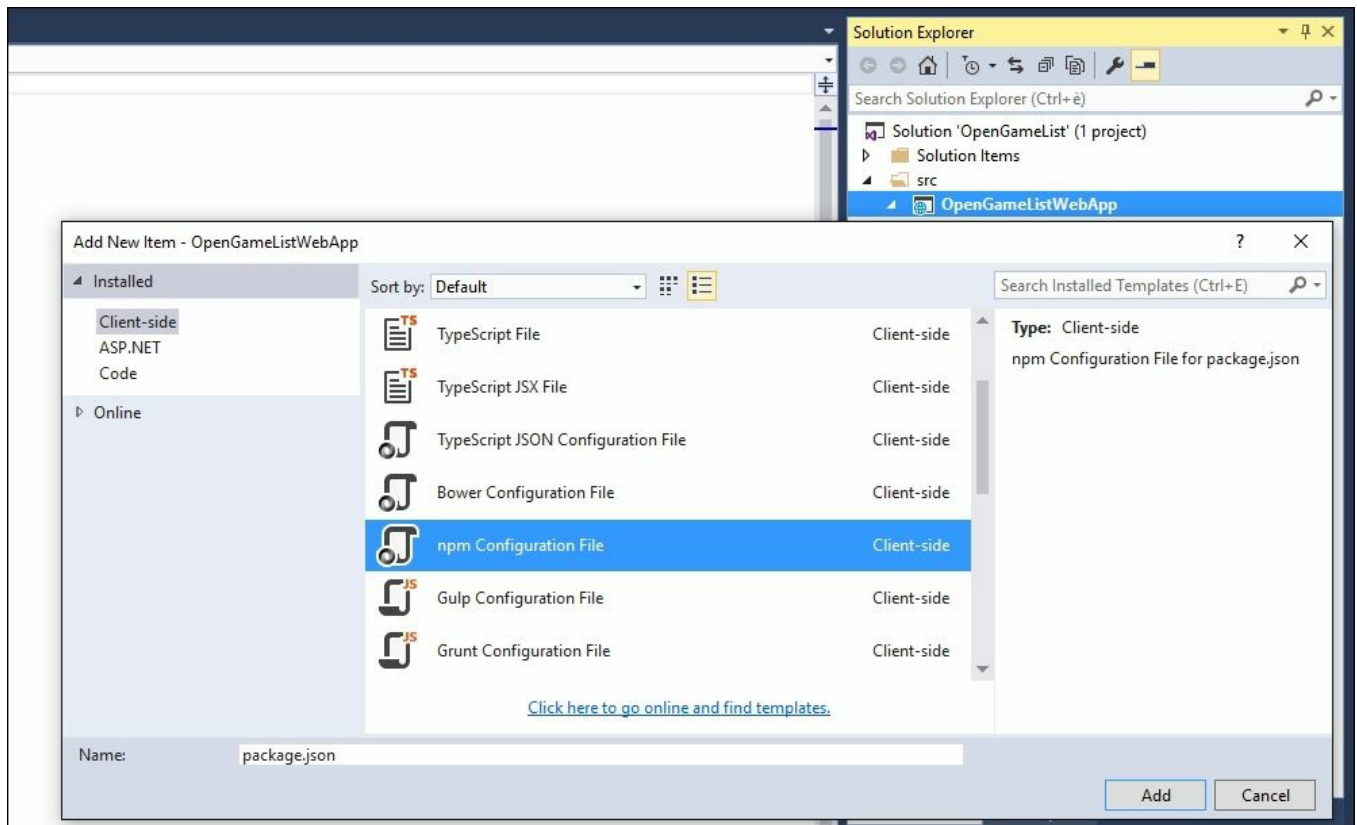 Solution Explorer
Search Solution Explorer (Ctrl+è)
Solution 'OpenGameList' (1 project)
Solution Items
src
OpenGameListWebApp
Add New Item - OpenGameListWebApp
? 
Installed
Client-side
ASP.NET
Code
Online
Sort by: Default
TypeScript File Client-side
TypeScript JSX File Client-side
TypeScript JSON Configuration File Client-side
Bower Configuration File Client-side
npm Configuration File Client-side
Gulp Configuration File Client-side
Grunt Configuration File Client-side
Click here to go online and find templates.
Search Installed Templates (Ctrl+E)
Type: Client-side
npm Configuration File for package.json
Name: package.json
Add Cancel